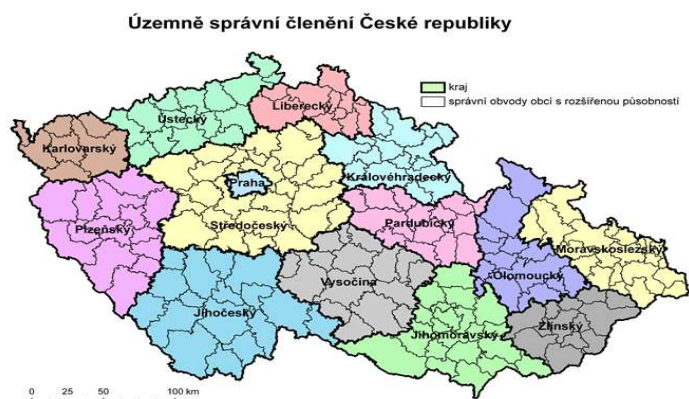 Územně správní členění České republiky
kraj
správní obvody obcí s rozšířenou působností
Liberecký
Ústecký
Karlovarský
Královéhradecký
Praha
Středočeský
Pardubický
Plzeňský
Moravskoslezský
Olomoucký
Vysočina
Jihočeský
Zlínský
Jihomoravský
0 25 50 100 km